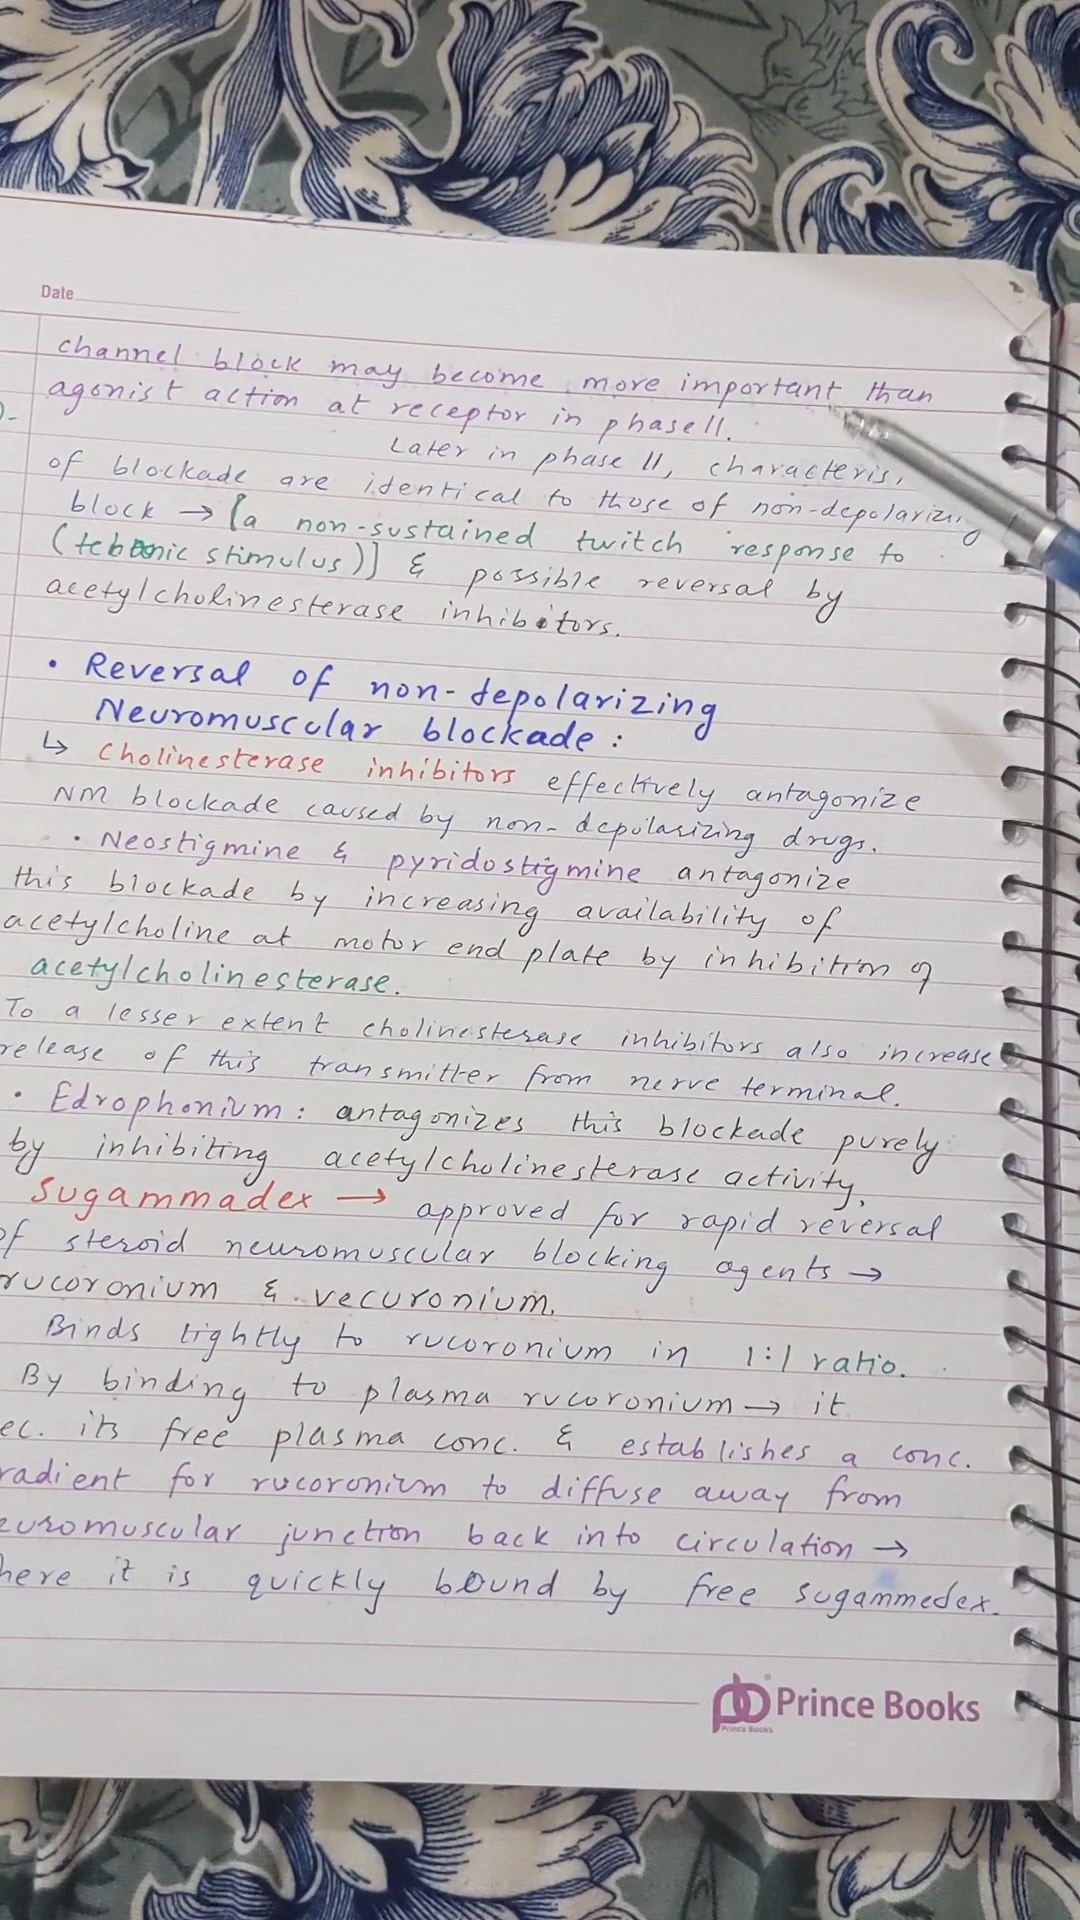 Date
channel block may become more important than
agonist action at receptor in phase II.
Later in phase II, characteris,
of blockade are identical to those of non-depolarizing
block → [a non-sustained twitch response to
(tetanic stimulus)] & possible reversal by
acetylcholinesterase inhibitors.
• Reversal of non-depolarizing
Neuromuscular blockade :
↳ Cholinesterase inhibitors effectively antagonize
NM blockade caused by non-depolarizing drugs.
• Neostigmine & pyridostigmine antagonize
this blockade by increasing availability of
acetylcholine at motor end plate by inhibition of
acetylcholinesterase.
To a lesser extent cholinesterase inhibitors also increase
release of this transmitter from nerve terminal.
• Edrophonium : antagonizes this blockade purely
by inhibiting acetylcholinesterase activity.
Sugammadex → approved for rapid reversal
of steroid neuromuscular blocking agents →
rucoronium & vecuronium.
Binds tightly to rucoronium in 1:1 ratio.
By binding to plasma rucoronium → it
ec. its free plasma conc. & establishes a conc.
radient for rucoronium to diffuse away from
euromuscular junction back into circulation →
here it is quickly bound by free sugammedex.
pb Prince Books
Prince Books